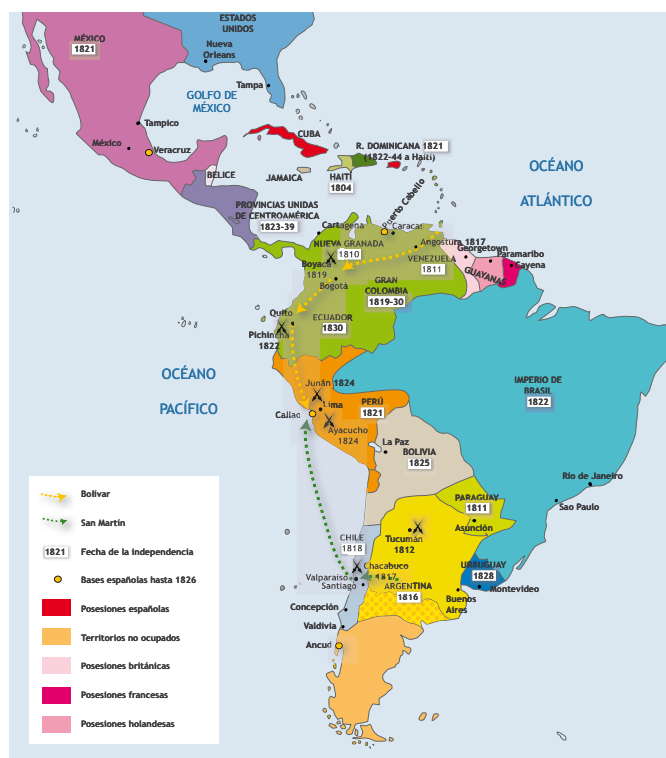 ESTADOS
UNIDOS
MÉXICO
1821
Nueva
Orleans
Tampa
GOLFO DE
MÉXICO
Tampico
México
Veracruz
CUBA
R. DOMINICANA 1821
(1822-44 a Haití)
BELICE
JAMAICA
HAITÍ
1804
OCÉANO
ATLÁNTICO
PROVINCIAS UNIDAS
DE CENTROAMÉRICA
1823-39
Puerto Cabello
Cartagena
Caracas
NUEVA GRANADA
1810
Angostura 1817
VENEZUELA
1811
Georgetown
Paramaribo
Cayena
GUAYANAS
Boyacá
1819
Bogotá
GRAN
COLOMBIA
1819-30
Quito
ECUADOR
1830
Pichincha
1822
OCÉANO
PACÍFICO
IMPERIO DE
BRASIL
1822
Junín 1824
Lima
PERÚ
1821
Callao
Ayacucho
1824
La Paz
BOLIVIA
1825
Río de Janeiro
Sao Paulo
PARAGUAY
1811
Asunción
Tucumán
1812
CHILE
1818
Chacabuco
1817
Valparaíso
Santiago
ARGENTINA
1816
URUGUAY
1828
Montevideo
Buenos
Aires
Concepción
Valdivia
Ancud
Bolívar
San Martín
1821 Fecha de la independencia
Bases españolas hasta 1826
Posesiones españolas
Territorios no ocupados
Posesiones británicas
Posesiones francesas
Posesiones holandesas